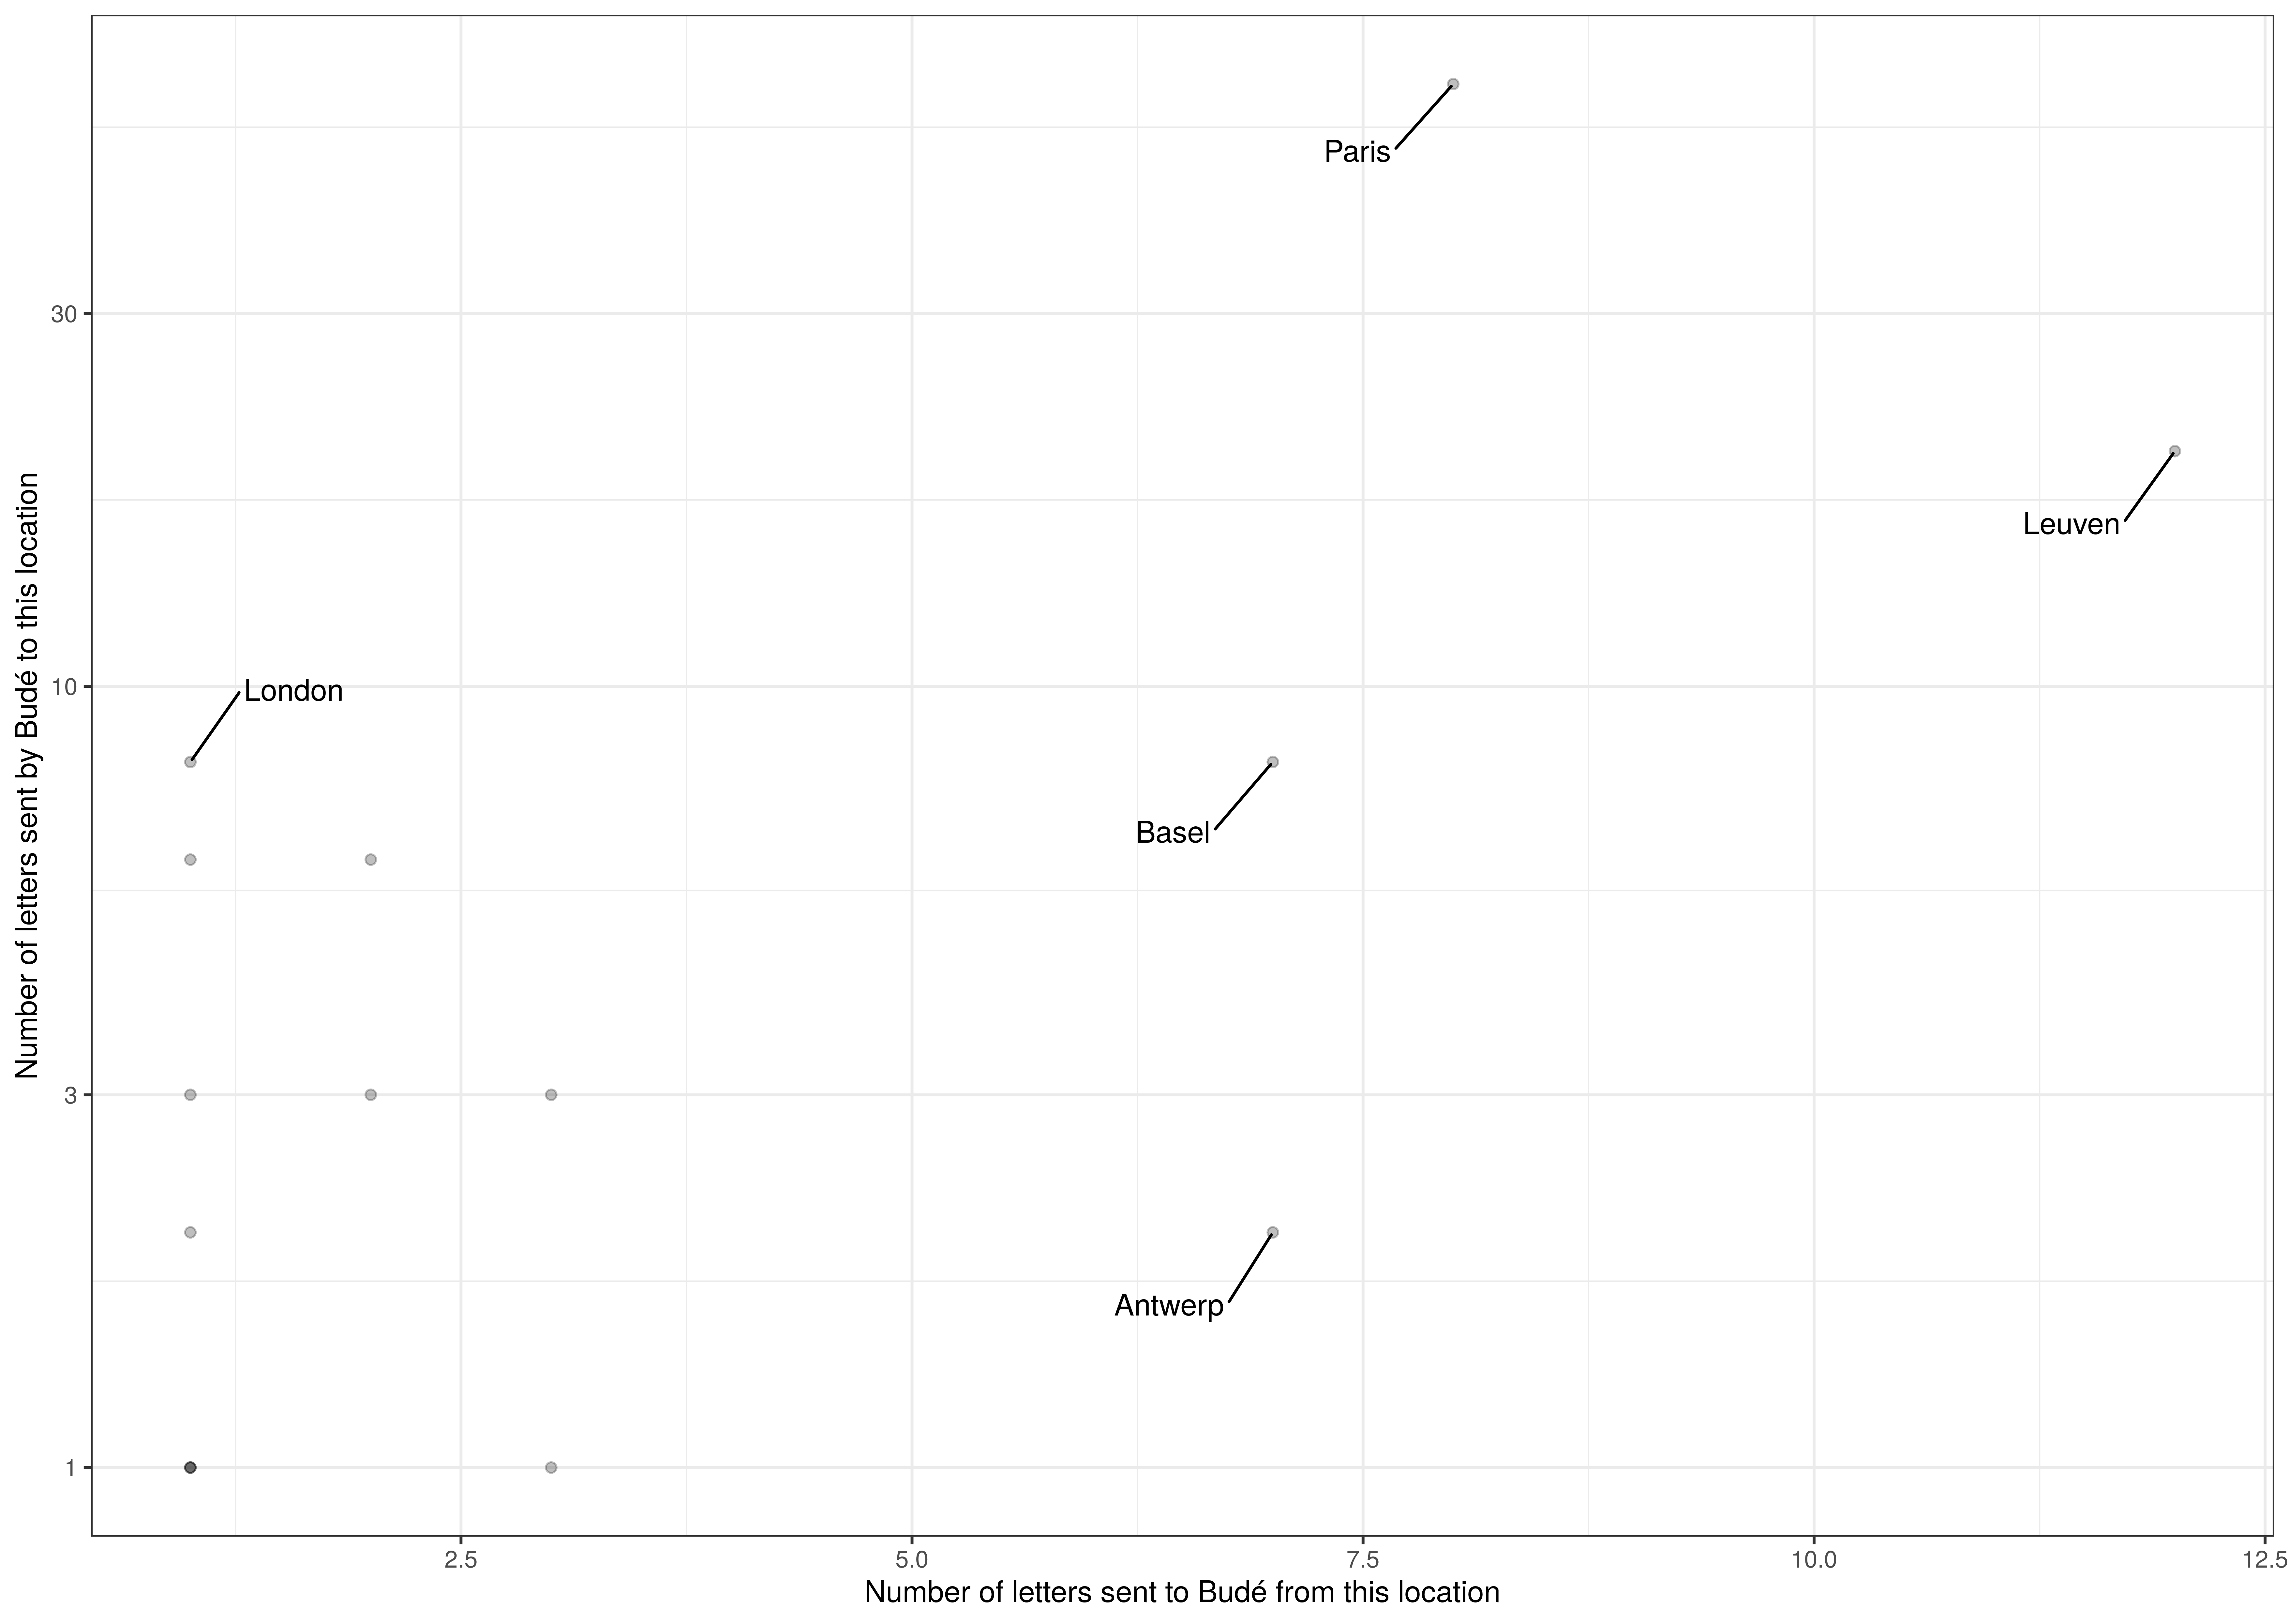 Paris
30
Leuven
London
10
Basel
3
Antwerp
1
Number of letters sent by Budé to this location
2.5
5.0
7.5
10.0
12.5
Number of letters sent to Budé from this location